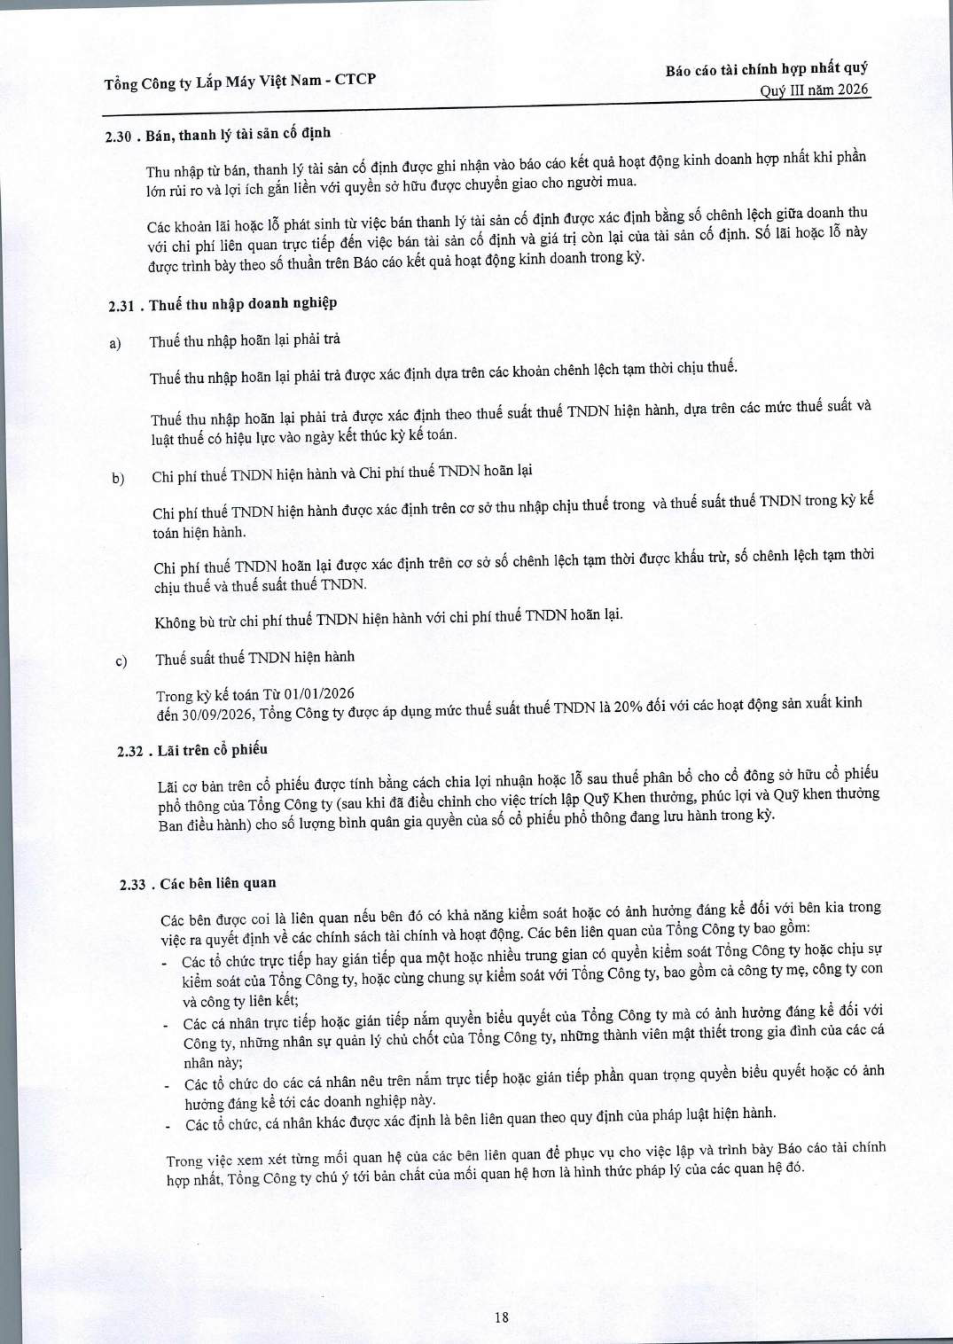 Tổng Công ty Lắp Máy Việt Nam - CTCP
Báo cáo tài chính hợp nhất quý
Quý III năm 2026
2.30 . Bán, thanh lý tài sản cố định
Thu nhập từ bán, thanh lý tài sản cố định được ghi nhận vào báo cáo kết quả hoạt động kinh doanh hợp nhất khi phần
lớn rủi ro và lợi ích gắn liền với quyền sở hữu được chuyển giao cho người mua.
Các khoản lãi hoặc lỗ phát sinh từ việc bán thanh lý tài sản cố định được xác định bằng số chênh lệch giữa doanh thu
với chi phí liên quan trực tiếp đến việc bán tài sản cố định và giá trị còn lại của tài sản cố định. Số lãi hoặc lỗ này
được trình bày theo số thuần trên Báo cáo kết quả hoạt động kinh doanh trong kỳ.
2.31 . Thuế thu nhập doanh nghiệp
a) Thuế thu nhập hoãn lại phải trả
Thuế thu nhập hoãn lại phải trả được xác định dựa trên các khoản chênh lệch tạm thời chịu thuế.
Thuế thu nhập hoãn lại phải trả được xác định theo thuế suất thuế TNDN hiện hành, dựa trên các mức thuế suất và
luật thuế có hiệu lực vào ngày kết thúc kỳ kế toán.
b) Chi phí thuế TNDN hiện hành và Chi phí thuế TNDN hoãn lại
Chi phí thuế TNDN hiện hành được xác định trên cơ sở thu nhập chịu thuế trong và thuế suất thuế TNDN trong kỳ kế
toán hiện hành.
Chi phí thuế TNDN hoãn lại được xác định trên cơ sở số chênh lệch tạm thời được khấu trừ, số chênh lệch tạm thời
chịu thuế và thuế suất thuế TNDN.
Không bù trừ chi phí thuế TNDN hiện hành với chi phí thuế TNDN hoãn lại.
c) Thuế suất thuế TNDN hiện hành
Trong kỳ kế toán Từ 01/01/2026
đến 30/09/2026, Tổng Công ty được áp dụng mức thuế suất thuế TNDN là 20% đối với các hoạt động sản xuất kinh
2.32 . Lãi trên cổ phiếu
Lãi cơ bản trên cổ phiếu được tính bằng cách chia lợi nhuận hoặc lỗ sau thuế phân bổ cho cổ đông sở hữu cổ phiếu
phổ thông của Tổng Công ty (sau khi đã điều chỉnh cho việc trích lập Quỹ Khen thưởng, phúc lợi và Quỹ khen thưởng
Ban điều hành) cho số lượng bình quân gia quyền của số cổ phiếu phổ thông đang lưu hành trong kỳ.
2.33 . Các bên liên quan
Các bên được coi là liên quan nếu bên đó có khả năng kiểm soát hoặc có ảnh hưởng đáng kể đối với bên kia trong
việc ra quyết định về các chính sách tài chính và hoạt động. Các bên liên quan của Tổng Công ty bao gồm:
- Các tổ chức trực tiếp hay gián tiếp qua một hoặc nhiều trung gian có quyền kiểm soát Tổng Công ty hoặc chịu sự
kiểm soát của Tổng Công ty, hoặc cùng chung sự kiểm soát với Tổng Công ty, bao gồm cả công ty mẹ, công ty con
và công ty liên kết;
- Các cá nhân trực tiếp hoặc gián tiếp nắm quyền biểu quyết của Tổng Công ty mà có ảnh hưởng đáng kể đối với
Công ty, những nhân sự quản lý chủ chốt của Tổng Công ty, những thành viên mật thiết trong gia đình của các cá
nhân này;
- Các tổ chức do các cá nhân nêu trên nắm trực tiếp hoặc gián tiếp phần quan trọng quyền biểu quyết hoặc có ảnh
hưởng đáng kể tới các doanh nghiệp này.
- Các tổ chức, cá nhân khác được xác định là bên liên quan theo quy định của pháp luật hiện hành.
Trong việc xem xét từng mối quan hệ của các bên liên quan để phục vụ cho việc lập và trình bày Báo cáo tài chính
hợp nhất, Tổng Công ty chú ý tới bản chất của mối quan hệ hơn là hình thức pháp lý của các quan hệ đó.
18